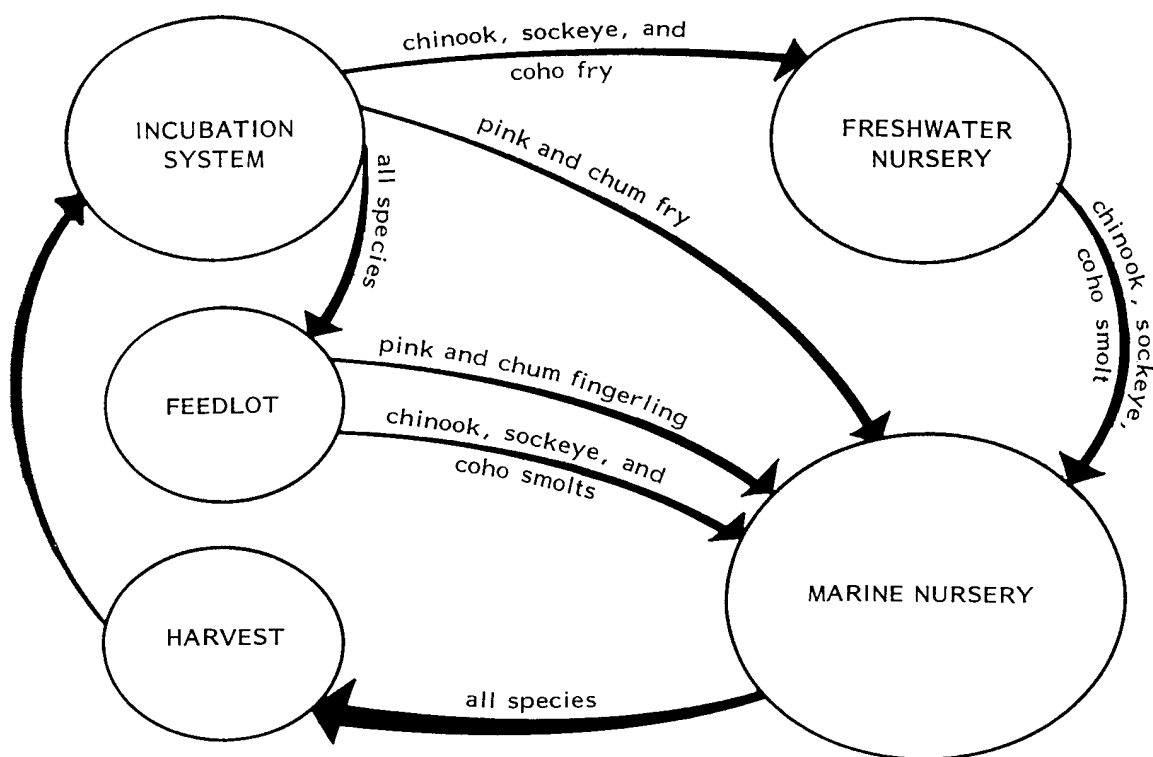 chinook, sockeye, and
coho fry
INCUBATION
SYSTEM
FRESHWATER
NURSERY
pink and chum fry
all species
chinook, sockeye,
coho smolt
pink and chum fingerling
FEEDLOT
chinook, sockeye, and
coho smolts
MARINE NURSERY
HARVEST
all species